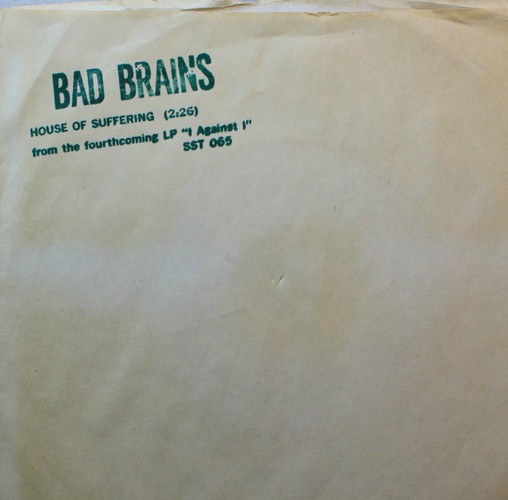 BAD BRAINS
HOUSE OF SUFFERING (2:26)
from the fourthcoming LP "I Against I"
SST 065